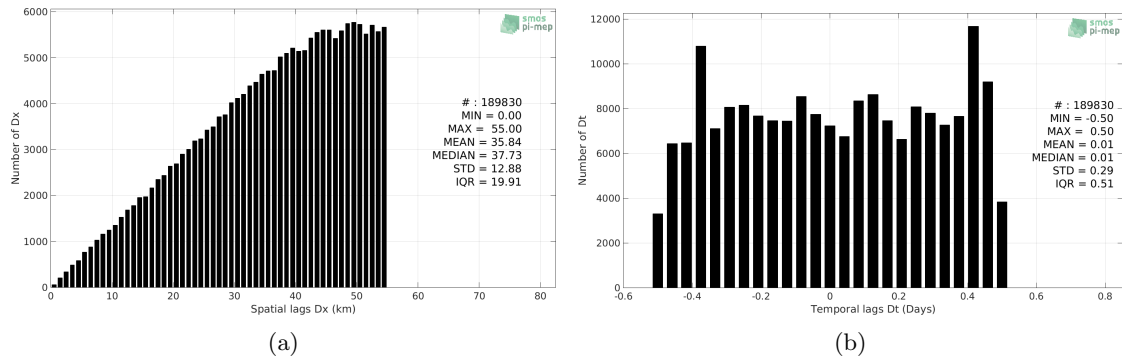 6000
5000
4000
3000
2000
1000
0
Number of Dx
0 10 20 30 40 50 60 70 80
Spatial lags Dx (km)
smos
pi-mep
# : 189830
MIN = 0.00
MAX = 55.00
MEAN = 35.84
MEDIAN = 37.73
STD = 12.88
IQR = 19.91
(a)
12000
10000
8000
6000
4000
2000
0
Number of Dt
-0.6 -0.4 -0.2 0 0.2 0.4 0.6 0.8
Temporal lags Dt (Days)
smos
pi-mep
# : 189830
MIN = -0.50
MAX = 0.50
MEAN = 0.01
MEDIAN = 0.01
STD = 0.29
IQR = 0.51
(b)